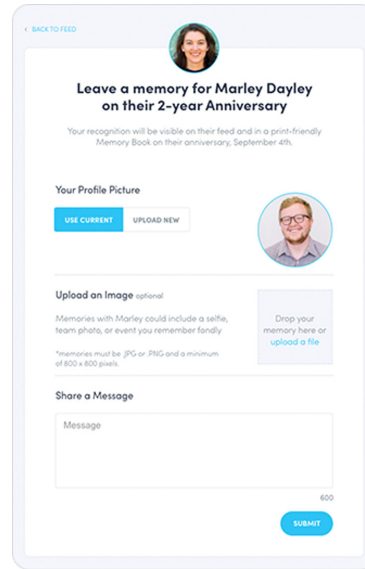 ‹ BACK TO FEED
Leave a memory for Marley Dayley
on their 2-year Anniversary
Your recognition will be visible on their feed and in a print-friendly
Memory Book on their anniversary, September 4th.
Your Profile Picture
USE CURRENT UPLOAD NEW
Upload an Image optional
Memories with Marley could include a selfie,
team photo, or event you remember fondly
*memories must be .JPG or .PNG and a minimum
of 800 x 800 pixels.
Drop your
memory here or
upload a file
Share a Message
Message
600
SUBMIT